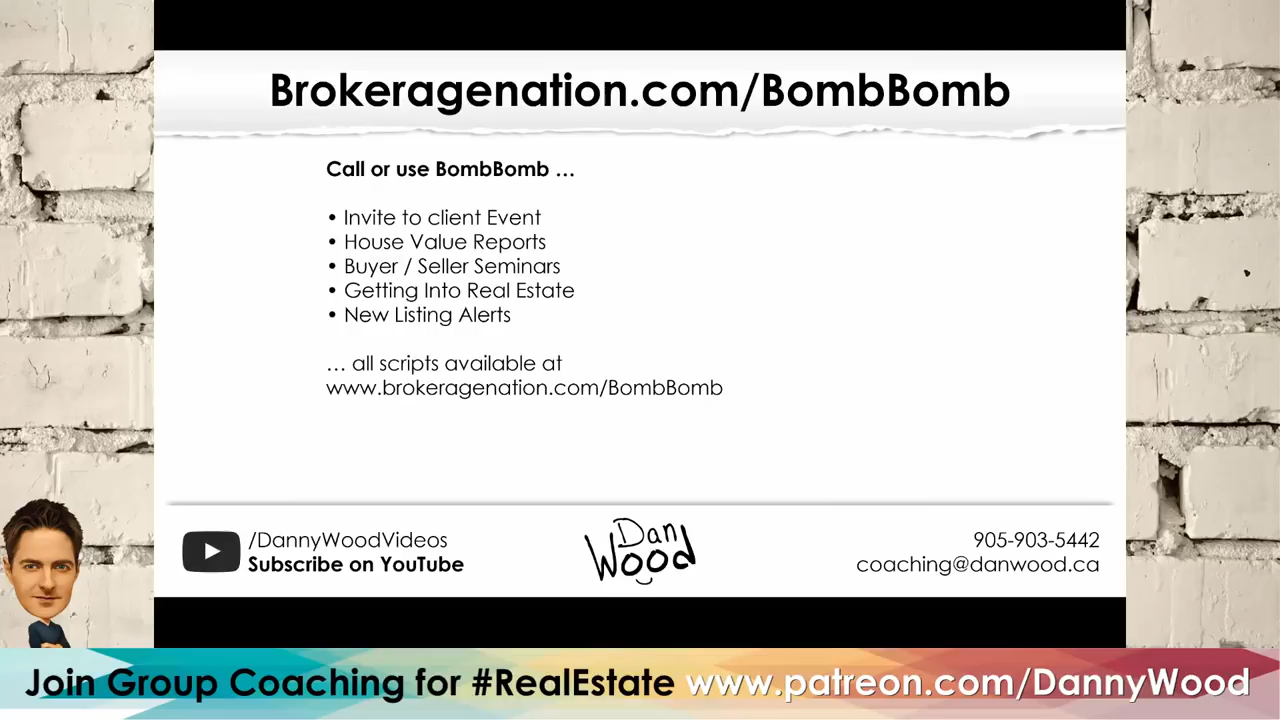 Brokeragenation.com/BombBomb
Call or use BombBomb …
• Invite to client Event
• House Value Reports
• Buyer / Seller Seminars
• Getting Into Real Estate
• New Listing Alerts
… all scripts available at
www.brokeragenation.com/BombBomb
/DannyWoodVideos
Subscribe on YouTube
Dan
Wood
905-903-5442
coaching@danwood.ca
Join Group Coaching for #RealEstate www.patreon.com/DannyWood